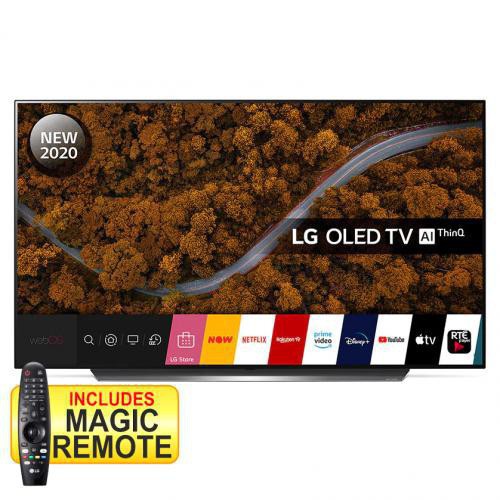 NEW
2020
LG OLED TV AI ThinQ
webOS
LG Store
NOW
NETFLIX
Rakuten TV
prime video
Disney+
YouTube
tv
RTÉ player
INCLUDES
MAGIC
REMOTE
LG